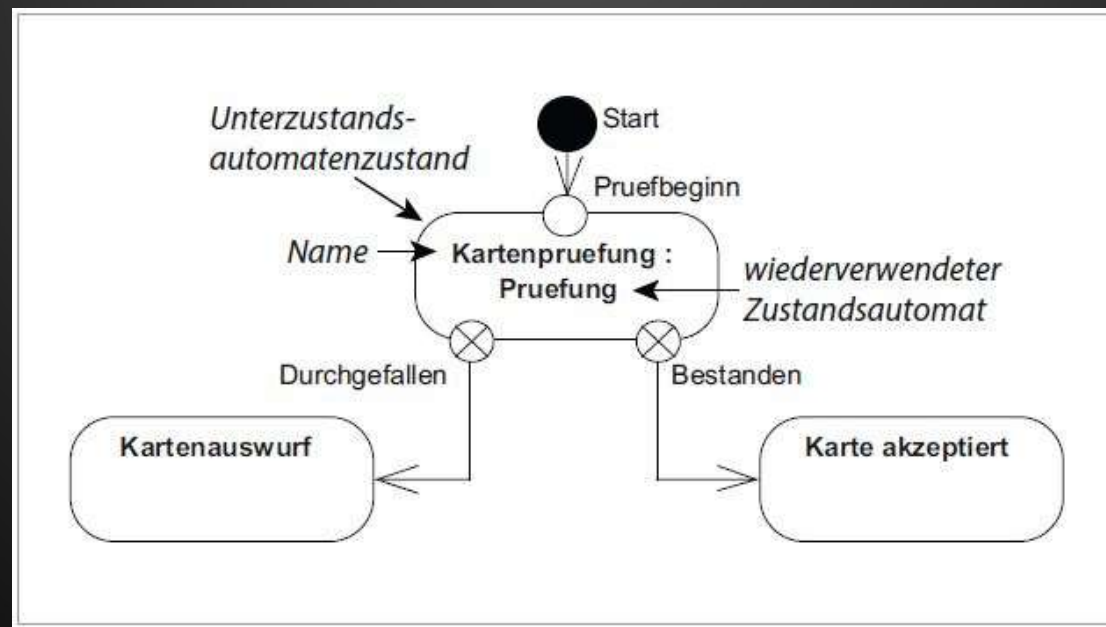 Unterzustands-
automatenzustand
Start
Pruefbeginn
Name
Kartenpruefung :
Pruefung
wiederverwendeter
Zustandsautomat
Durchgefallen
Bestanden
Kartenauswurf
Karte akzeptiert